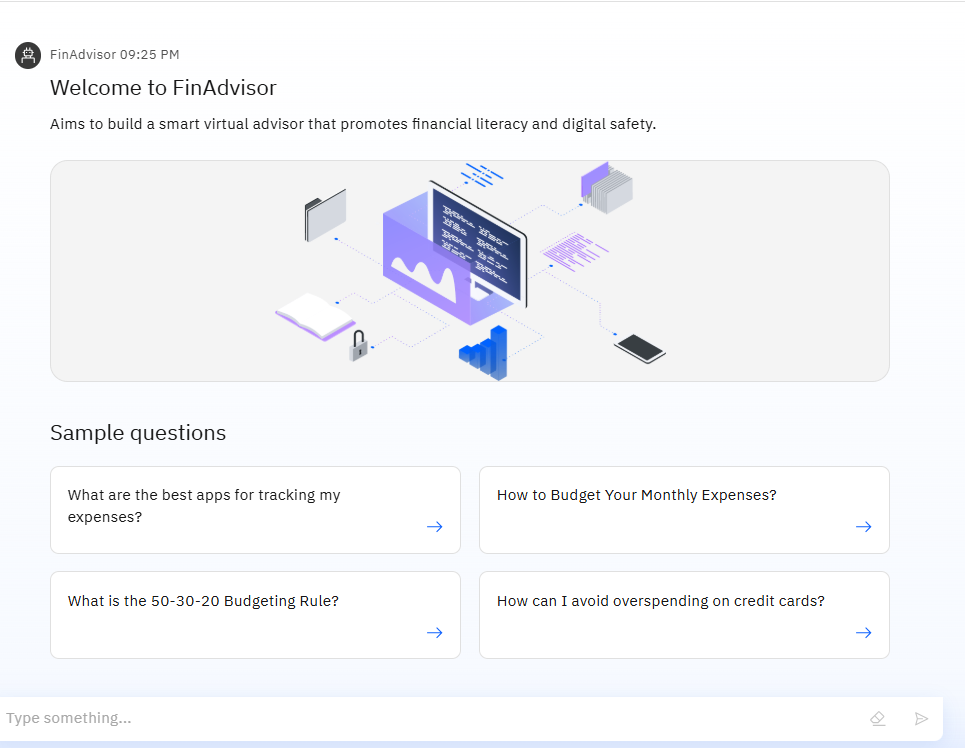 FinAdvisor 09:25 PM
Welcome to FinAdvisor
Aims to build a smart virtual advisor that promotes financial literacy and digital safety.
Sample questions
What are the best apps for tracking my
expenses?
How to Budget Your Monthly Expenses?
What is the 50-30-20 Budgeting Rule?
How can I avoid overspending on credit cards?
Type something...